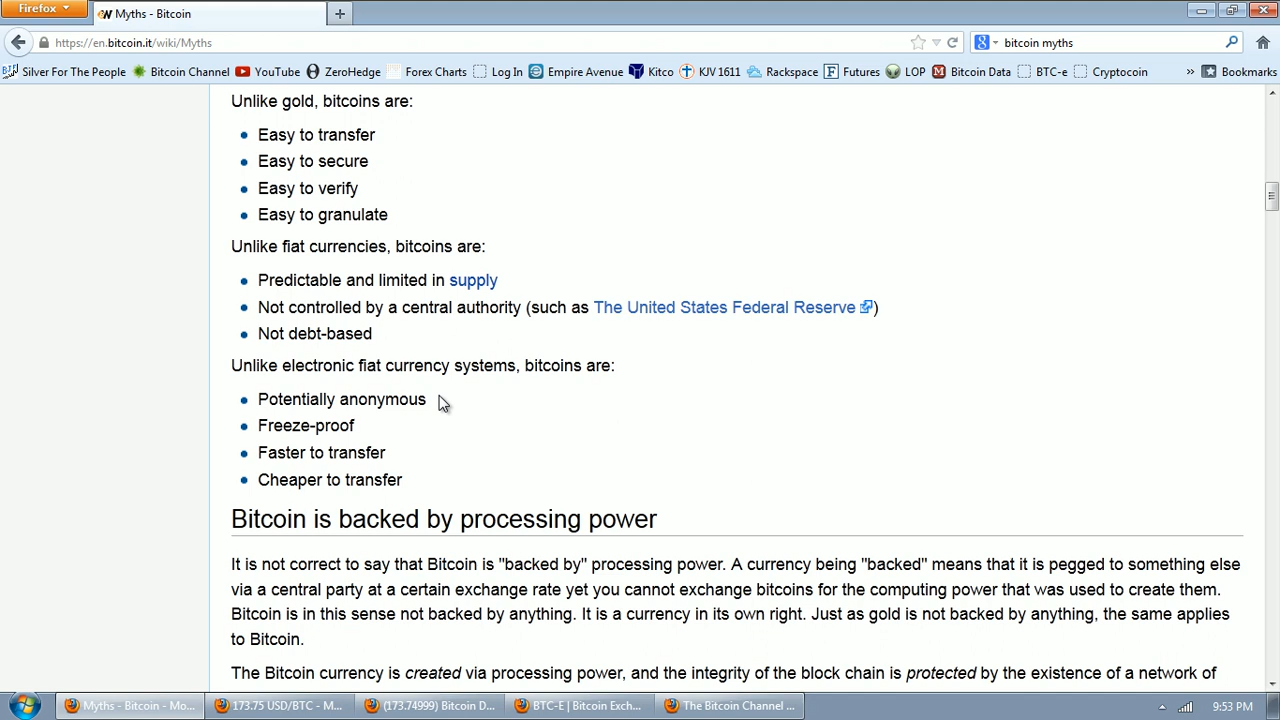 Firefox
Myths - Bitcoin
https://en.bitcoin.it/wiki/Myths
bitcoin myths
Silver For The People Bitcoin Channel YouTube ZeroHedge Forex Charts Log In Empire Avenue Kitco KJV 1611 Rackspace Futures LOP Bitcoin Data BTC-e Cryptocoin » Bookmarks
Unlike gold, bitcoins are:
Easy to transfer
Easy to secure
Easy to verify
Easy to granulate
Unlike fiat currencies, bitcoins are:
Predictable and limited in supply
Not controlled by a central authority (such as The United States Federal Reserve )
Not debt-based
Unlike electronic fiat currency systems, bitcoins are:
Potentially anonymous
Freeze-proof
Faster to transfer
Cheaper to transfer
Bitcoin is backed by processing power
It is not correct to say that Bitcoin is "backed by" processing power. A currency being "backed" means that it is pegged to something else
via a central party at a certain exchange rate yet you cannot exchange bitcoins for the computing power that was used to create them.
Bitcoin is in this sense not backed by anything. It is a currency in its own right. Just as gold is not backed by anything, the same applies
to Bitcoin.
The Bitcoin currency is created via processing power, and the integrity of the block chain is protected by the existence of a network of
Myths - Bitcoin - Mo... 173.75 USD/BTC - M... (173.74999) Bitcoin D... BTC-E | Bitcoin Exch... The Bitcoin Channel ... 9:53 PM